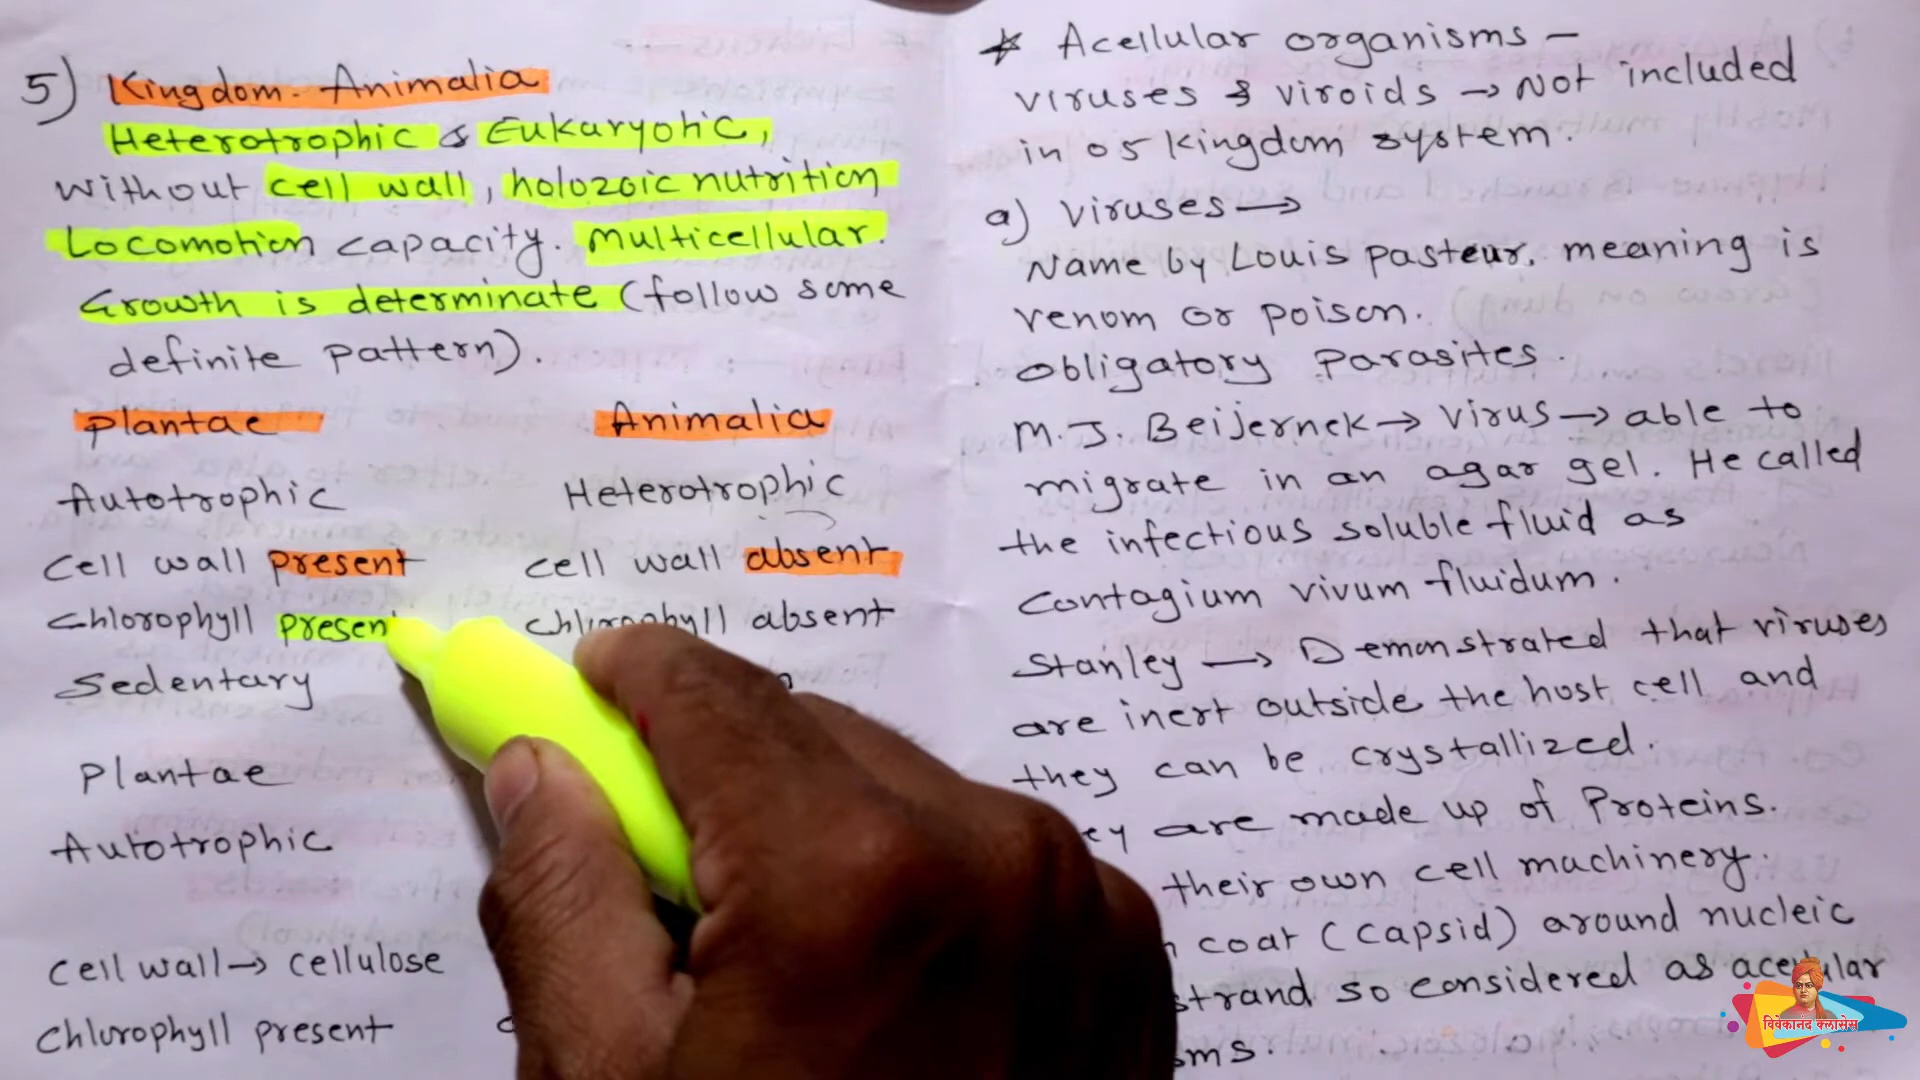 5) Kingdom. Animalia
Heterotrophic & Eukaryotic,
without cell wall, holozoic nutrition
Locomotion capacity. Multicellular.
Growth is determinate (follow some
definite pattern).
Plantae Animalia
Autotrophic Heterotrophic
Cell wall present cell wall absent
Chlorophyll present chlorophyll absent
Sedentary
Plantae
Autotrophic
Cell wall → cellulose
Chlorophyll present
* Acellular organisms -
viruses & viroids → Not included
in 05 kingdom system.
a) Viruses →
Name by Louis Pasteur. meaning is
venom or poison.
Obligatory Parasites.
M.J. Beijernek → Virus → able to
migrate in an agar gel. He called
the infectious soluble fluid as
Contagium vivum fluidum.
Stanley → Demonstrated that viruses
are inert outside the host cell and
they can be crystallized.
ey are made up of Proteins.
their own cell machinery.
coat (capsid) around nucleic
strand so considered as
sms.
विवेकानंद क्लासेस